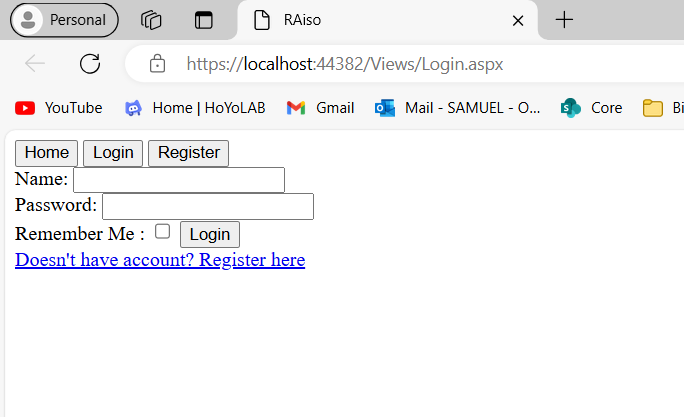 Personal
RAiso
https://localhost:44382/Views/Login.aspx
YouTube Home | HoYoLAB Gmail Mail - SAMUEL - O... Core Bi
Home Login Register
Name:
Password:
Remember Me : Login
Doesn't have account? Register here